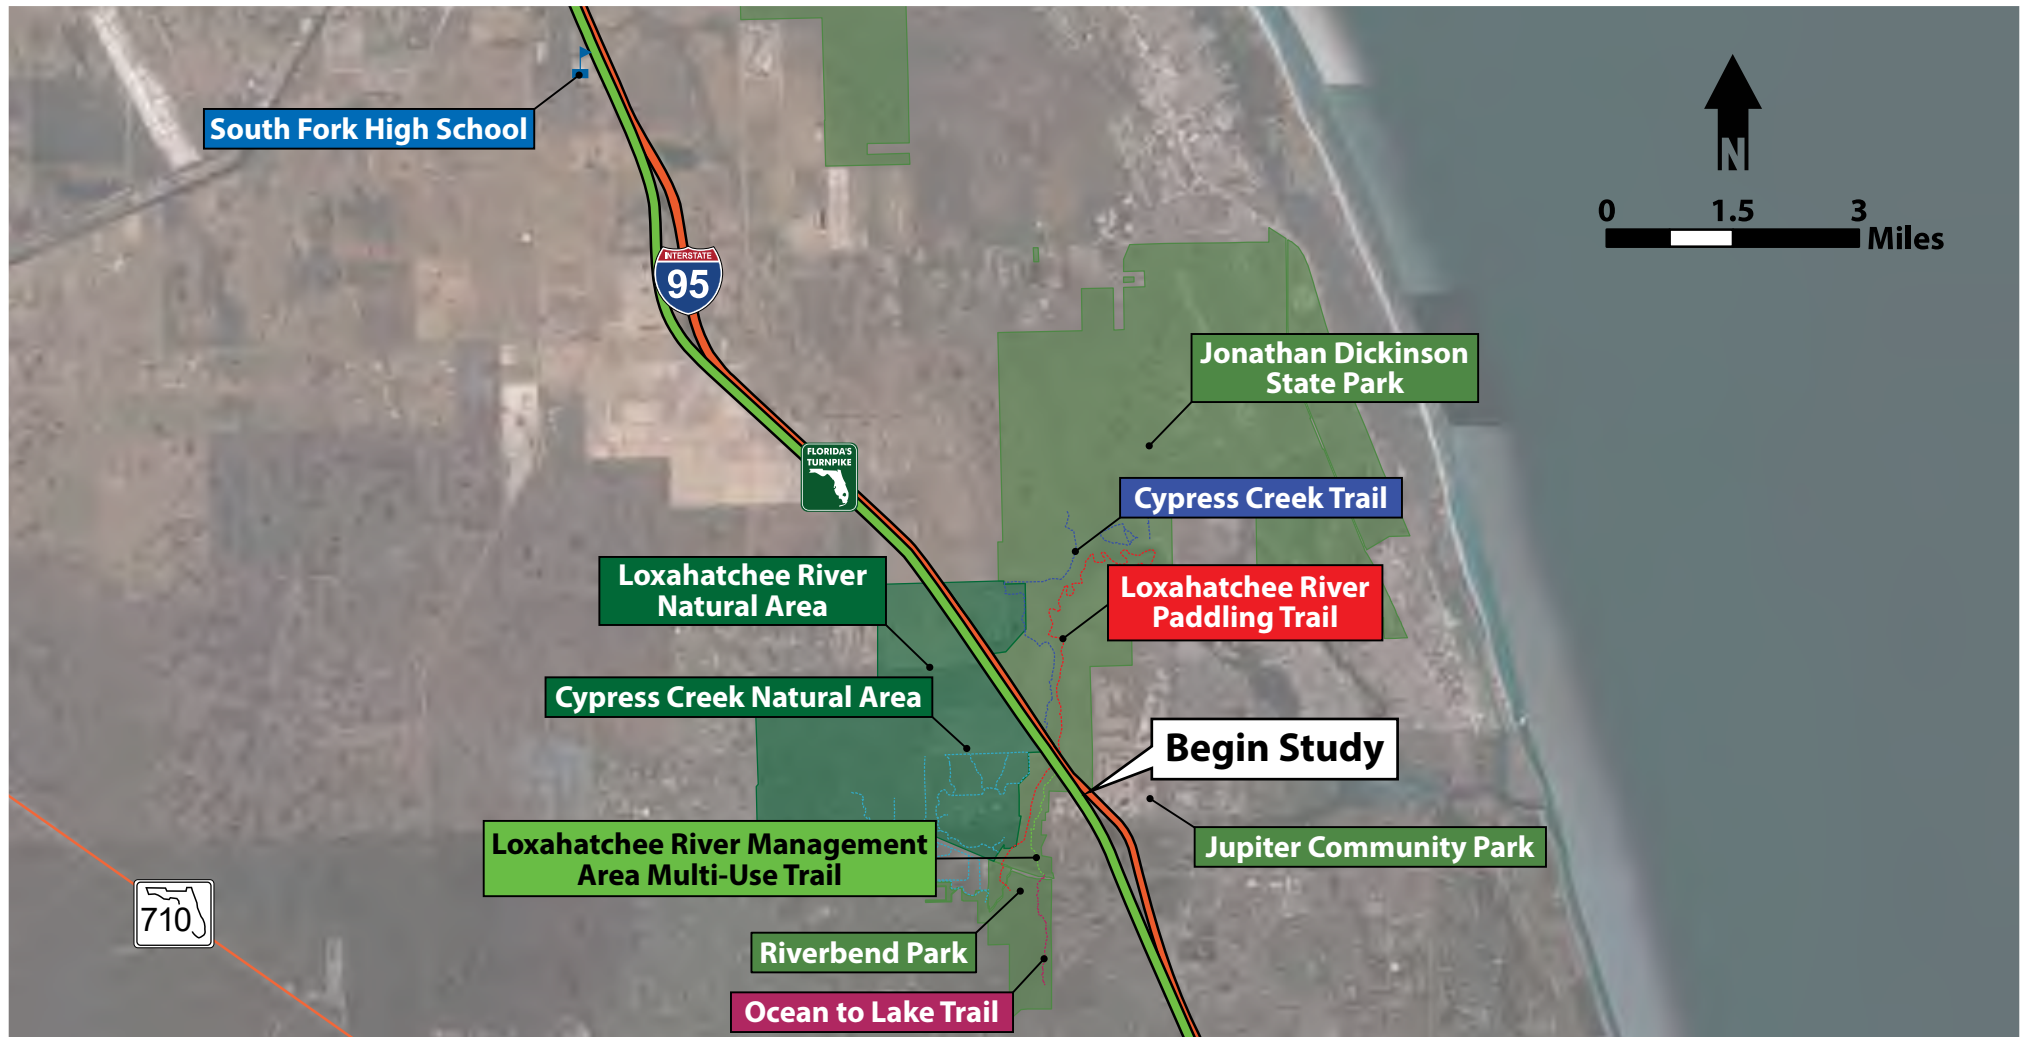 South Fork High School
N
0 1.5 3
Miles
INTERSTATE
95
Jonathan Dickinson
State Park
FLORIDA'S
TURNPIKE
Cypress Creek Trail
Loxahatchee River
Natural Area
Loxahatchee River
Paddling Trail
Cypress Creek Natural Area
Begin Study
Loxahatchee River Management
Area Multi-Use Trail
Jupiter Community Park
710
Riverbend Park
Ocean to Lake Trail